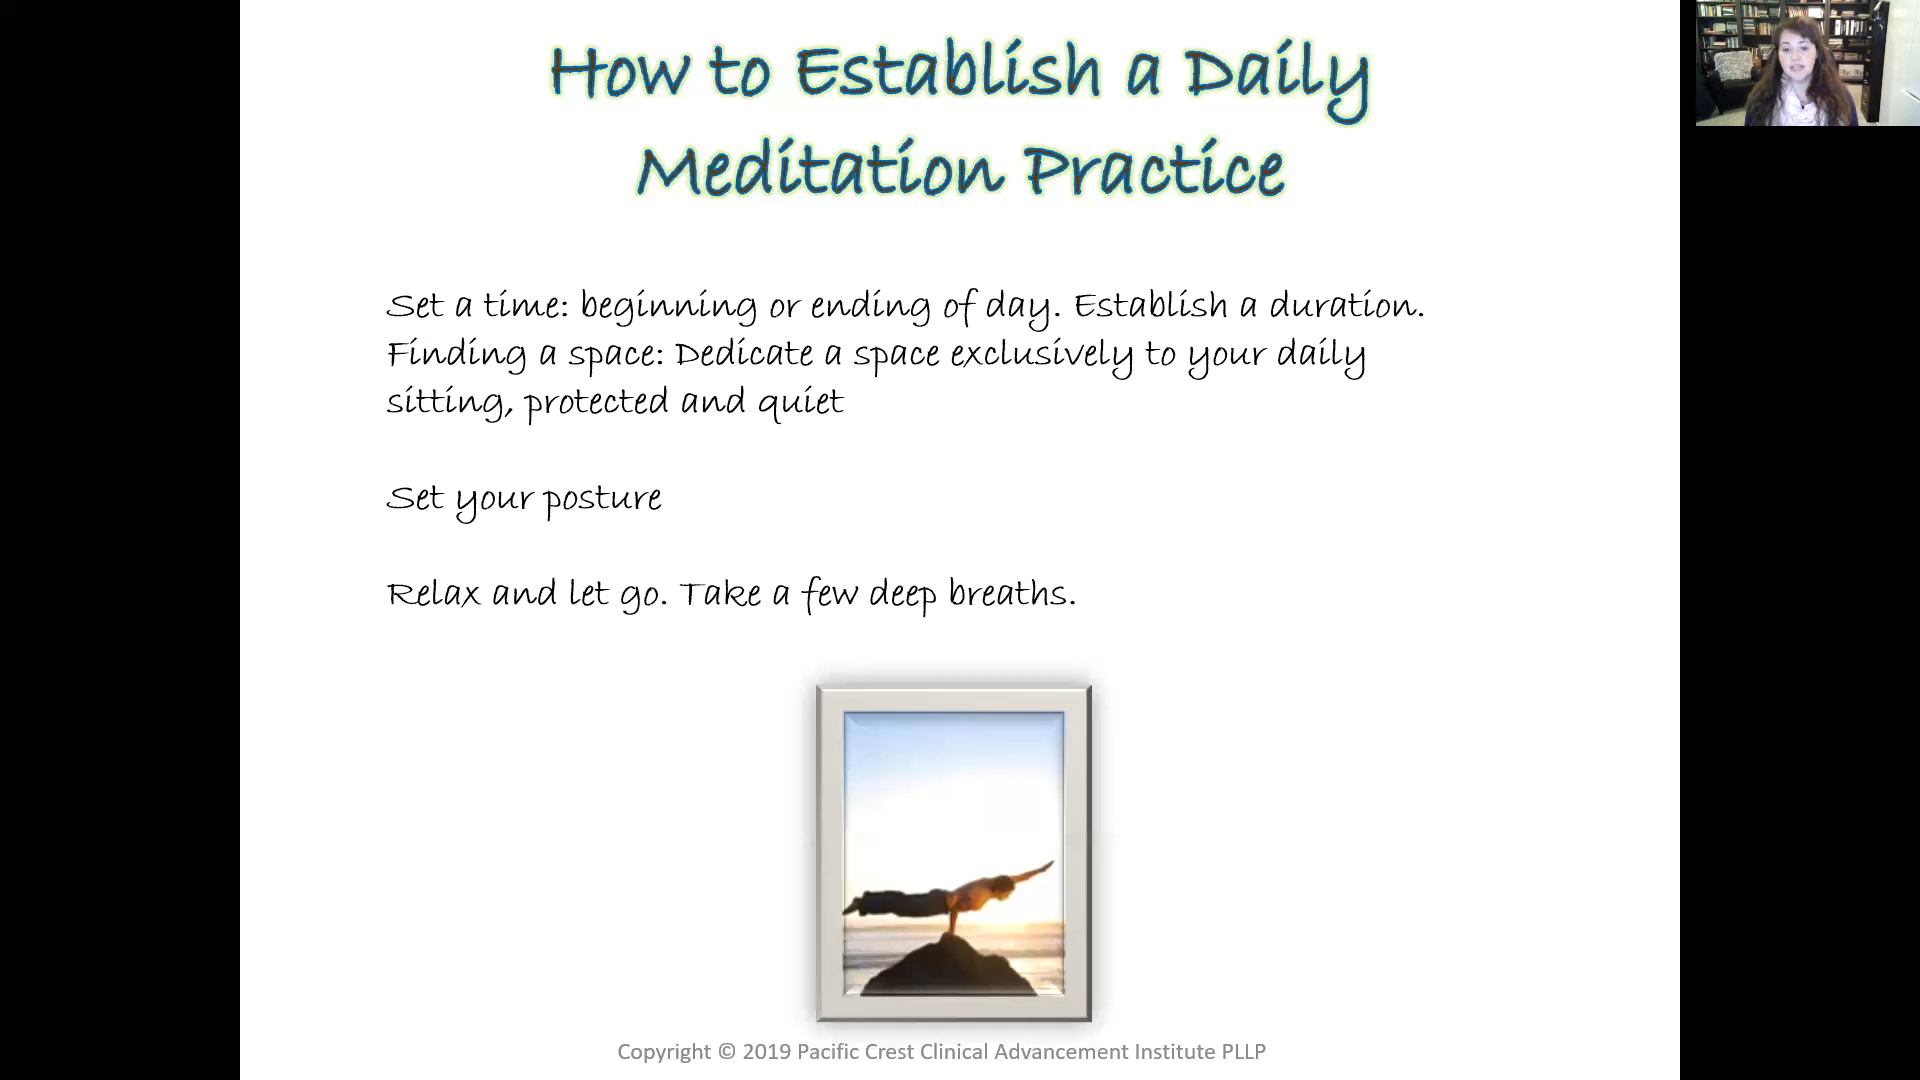 How to Establish a Daily
Meditation Practice
Set a time: beginning or ending of day. Establish a duration.
Finding a space: Dedicate a space exclusively to your daily
sitting, protected and quiet
Set your posture
Relax and let go. Take a few deep breaths.
Copyright © 2019 Pacific Crest Clinical Advancement Institute PLLP